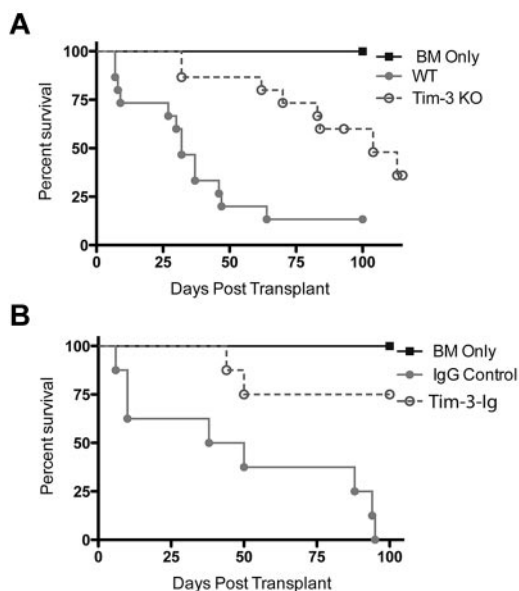 A
100
75
50
25
0
Percent survival
0 25 50 75 100
Days Post Transplant
BM Only
WT
Tim-3 KO
B
100
75
50
25
0
Percent survival
0 25 50 75 100
Days Post Transplant
BM Only
IgG Control
Tim-3-Ig